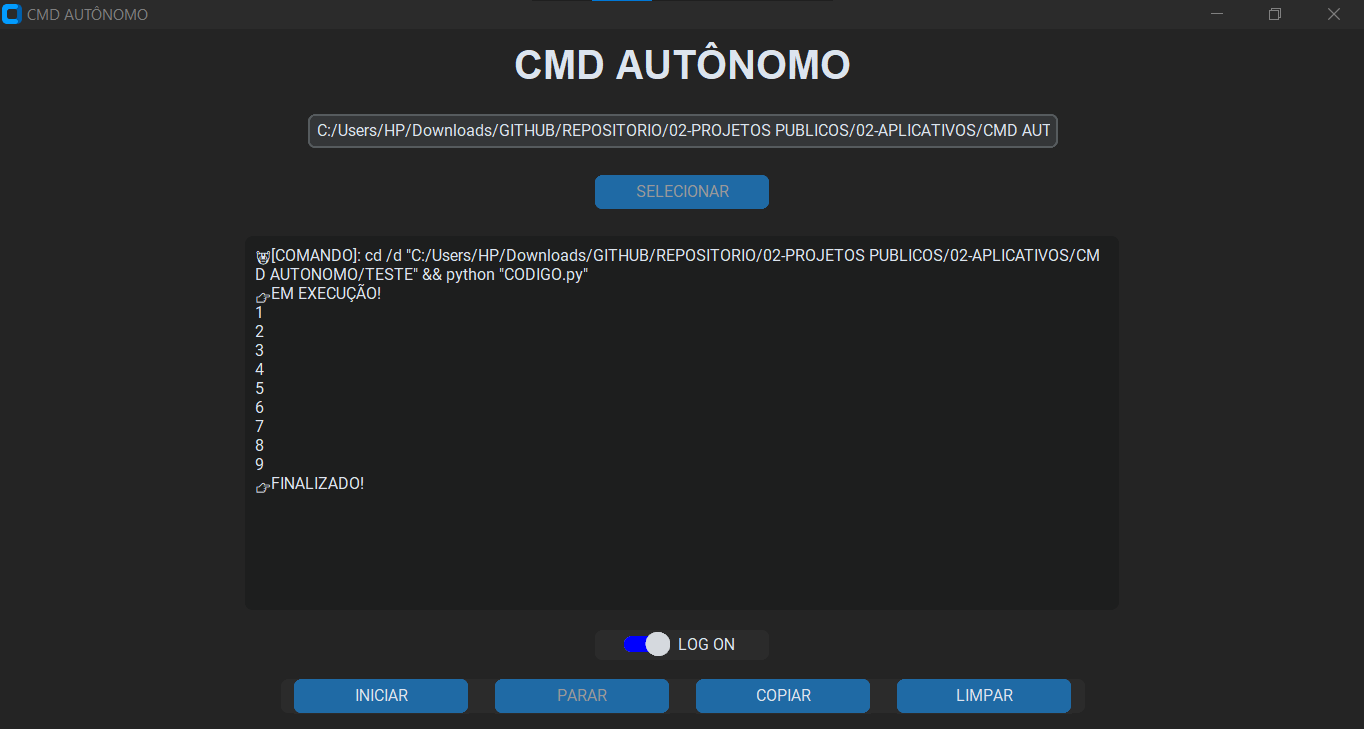 CMD AUTÔNOMO
CMD AUTÔNOMO
C:/Users/HP/Downloads/GITHUB/REPOSITORIO/02-PROJETOS PUBLICOS/02-APLICATIVOS/CMD AUT
SELECIONAR
🐯[COMANDO]: cd /d "C:/Users/HP/Downloads/GITHUB/REPOSITORIO/02-PROJETOS PUBLICOS/02-APLICATIVOS/CM
D AUTONOMO/TESTE" && python "CODIGO.py"
👉EM EXECUÇÃO!
1
2
3
4
5
6
7
8
9
👉FINALIZADO!
LOG ON
INICIAR
PARAR
COPIAR
LIMPAR